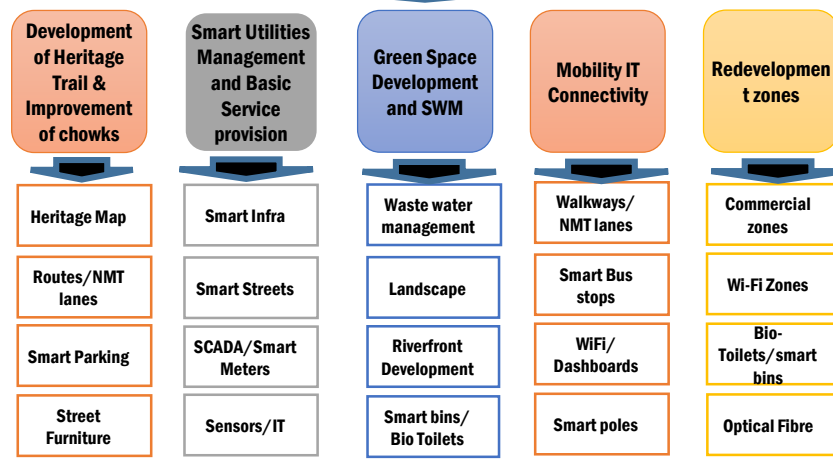 Development
of Heritage
Trail &
Improvement
of chowks
Smart Utilities
Management
and Basic
Service
provision
Green Space
Development
and SWM
Mobility IT
Connectivity
Redevelopmen
t zones
Heritage Map
Smart Infra
Waste water
management
Walkways/
NMT lanes
Commercial
zones
Routes/NMT
lanes
Smart Streets
Landscape
Smart Bus
stops
Wi-Fi Zones
Smart Parking
SCADA/Smart
Meters
Riverfront
Development
WiFi/
Dashboards
Bio-
Toilets/smart
bins
Street
Furniture
Sensors/IT
Smart bins/
Bio Toilets
Smart poles
Optical Fibre